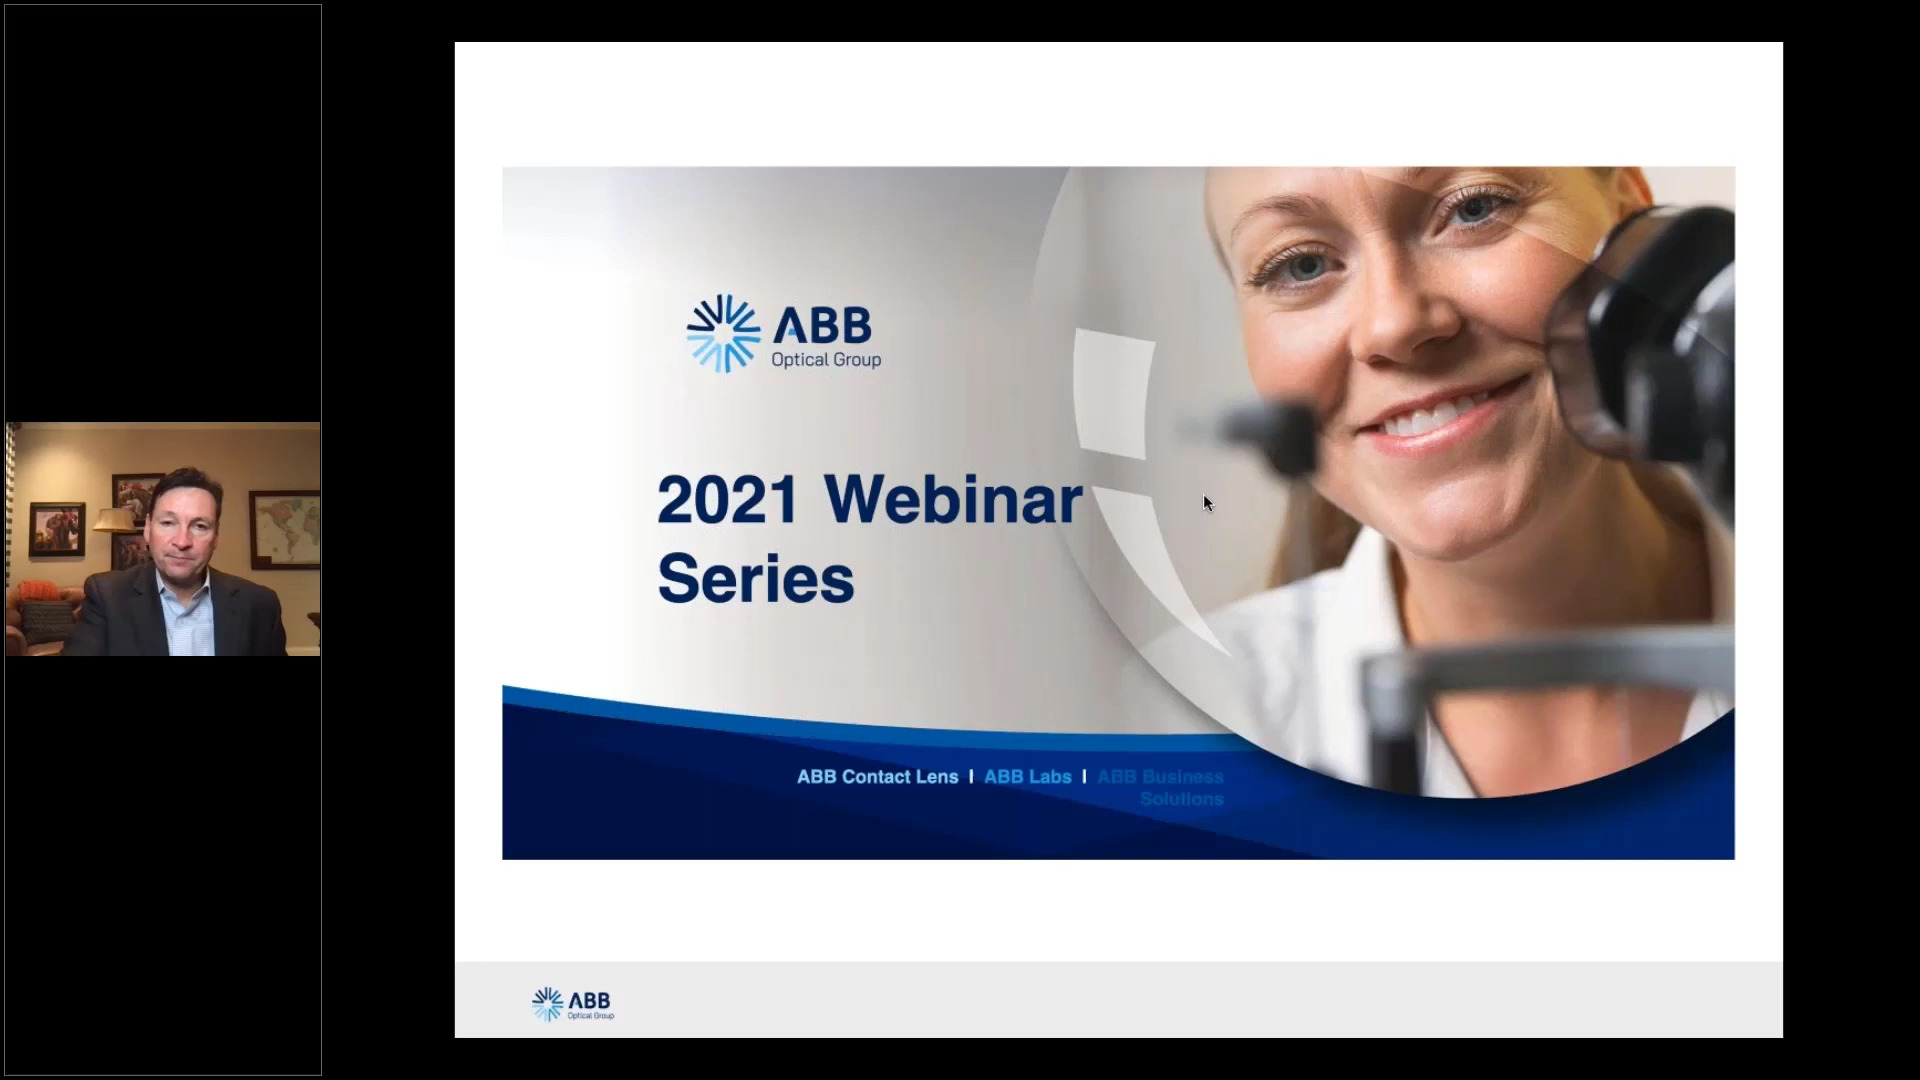 ABB
Optical Group
2021 Webinar
Series
ABB Contact Lens I ABB Labs I ABB Business
Solutions
ABB
Optical Group